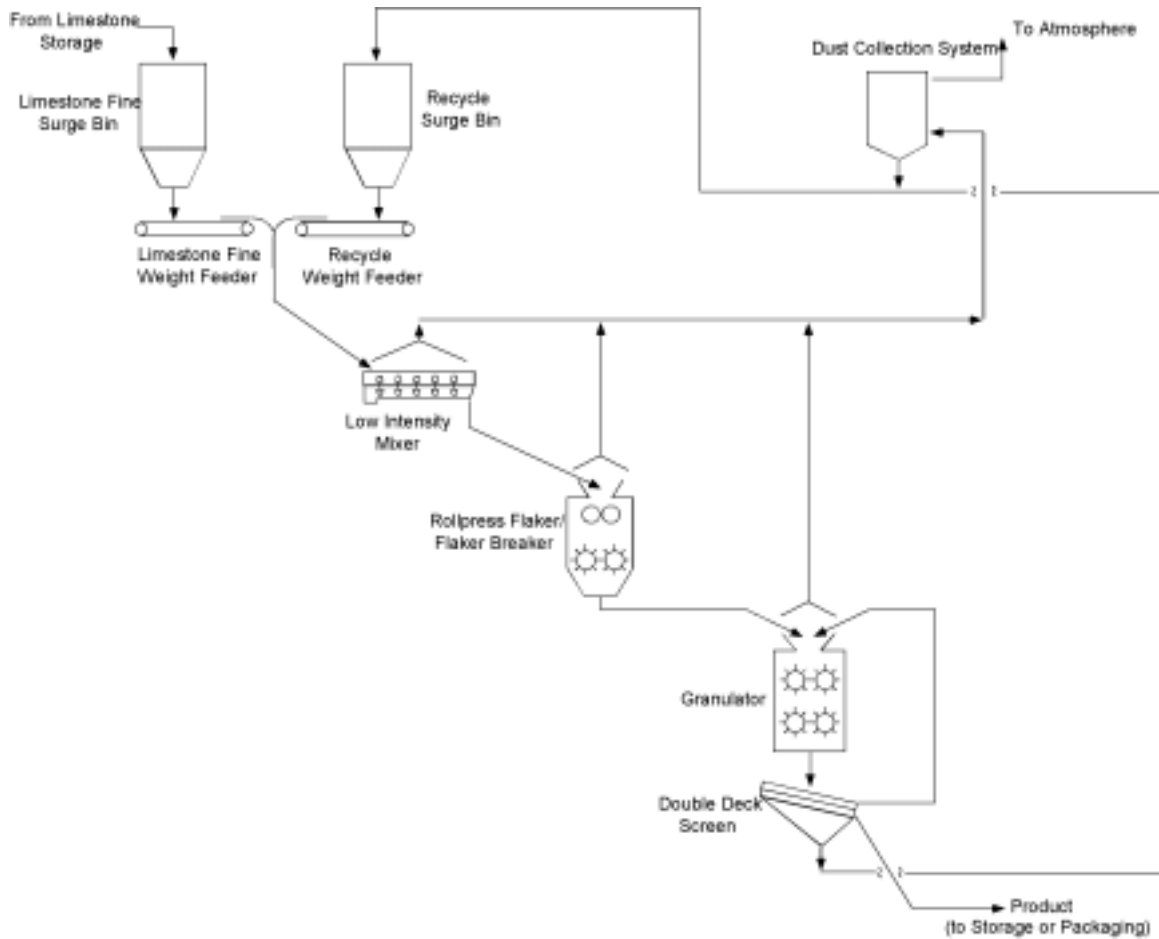 From Limestone
Storage
To Atmosphere
Dust Collection System
Limestone Fine
Surge Bin
Recycle
Surge Bin
Limestone Fine
Weight Feeder
Recycle
Weight Feeder
Low Intensity
Mixer
Rollpress Flaker/
Flaker Breaker
Granulator
Double Deck
Screen
Product
(to Storage or Packaging)